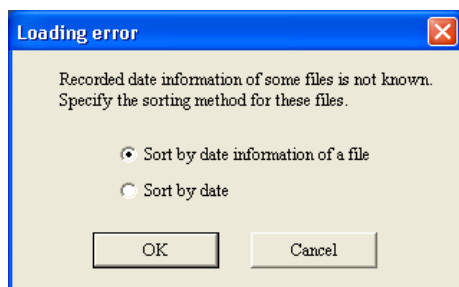 Loading error
Recorded date information of some files is not known.
Specify the sorting method for these files.
Sort by date information of a file
Sort by date
OK
Cancel